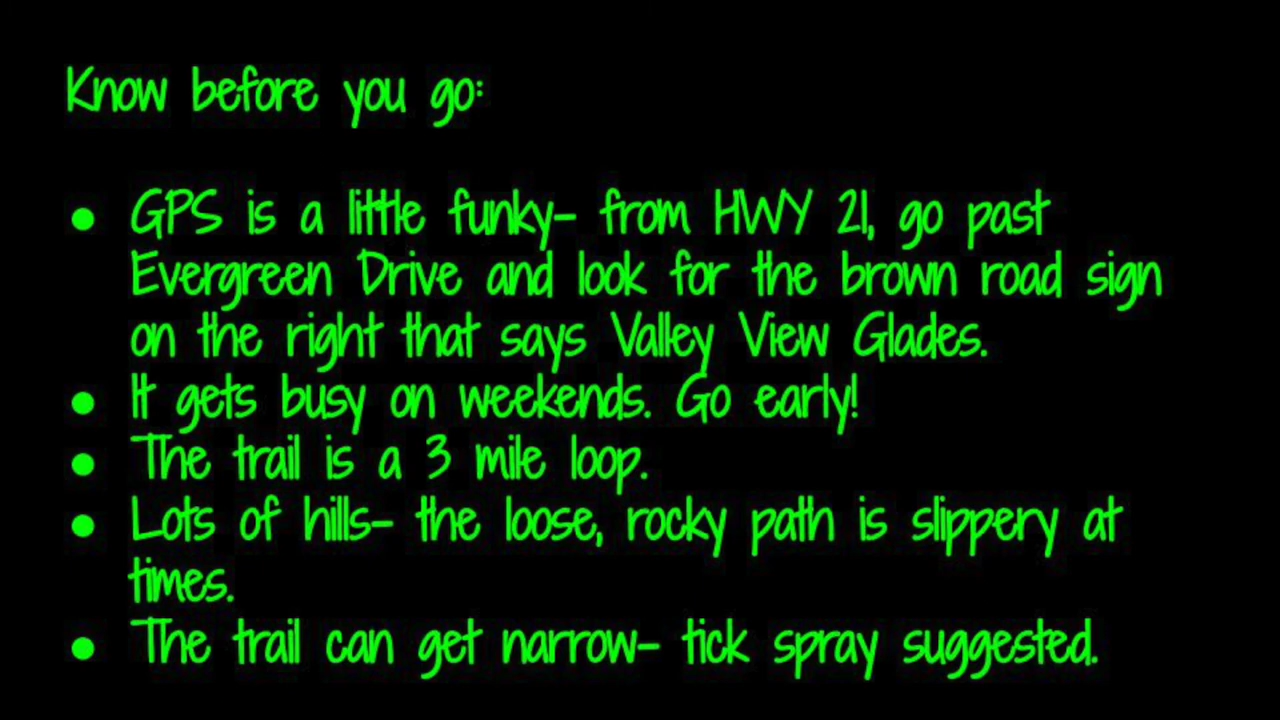 Know before you go:
● GPS is a little funky- from HWY 21, go past
Evergreen Drive and look for the brown road sign
on the right that says Valley View Glades.
● It gets busy on weekends. Go early!
● The trail is a 3 mile loop.
● Lots of hills- the loose, rocky path is slippery at
times.
● The trail can get narrow- tick spray suggested.